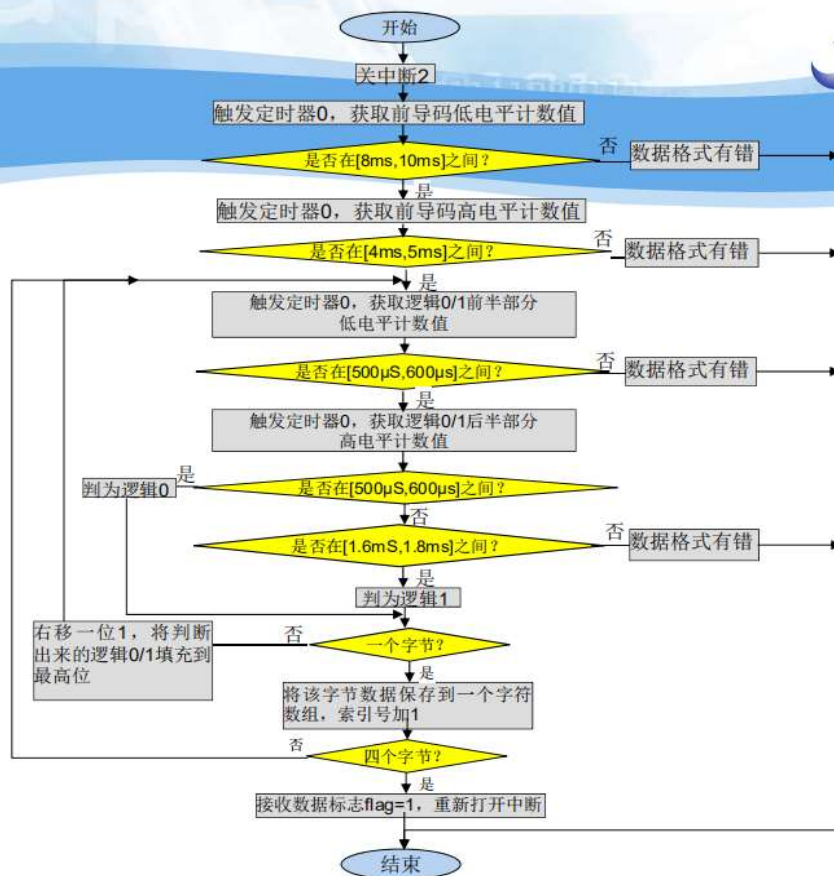 开始
关中断2
触发定时器0，获取前导码低电平计数值
是否在[8ms,10ms]之间？
否
数据格式有错
是
触发定时器0，获取前导码高电平计数值
是否在[4ms,5ms]之间？
否
数据格式有错
是
触发定时器0，获取逻辑0/1前半部分
低电平计数值
是否在[500μS,600μs]之间？
否
数据格式有错
是
触发定时器0，获取逻辑0/1后半部分
高电平计数值
是否在[500μS,600μs]之间？
是
判为逻辑0
否
是否在[1.6mS,1.8ms]之间？
否
数据格式有错
是
判为逻辑1
一个字节？
否
右移一位1，将判断
出来的逻辑0/1填充到
最高位
是
将该字节数据保存到一个字符
数组，索引号加1
四个字节？
否
是
接收数据标志flag=1，重新打开中断
结束